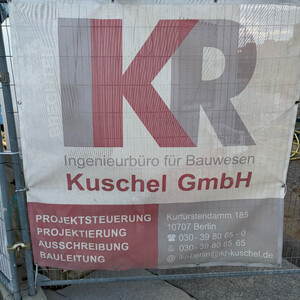 KR
Ingenieurbüro für Bauwesen
Kuschel GmbH
PROJEKTSTEUERUNG
PROJEKTIERUNG
AUSSCHREIBUNG
BAULEITUNG
Kurfürstendamm 185
10707 Berlin
☎ 030 - 39 80 65 - 0
030 - 39 80 65 65